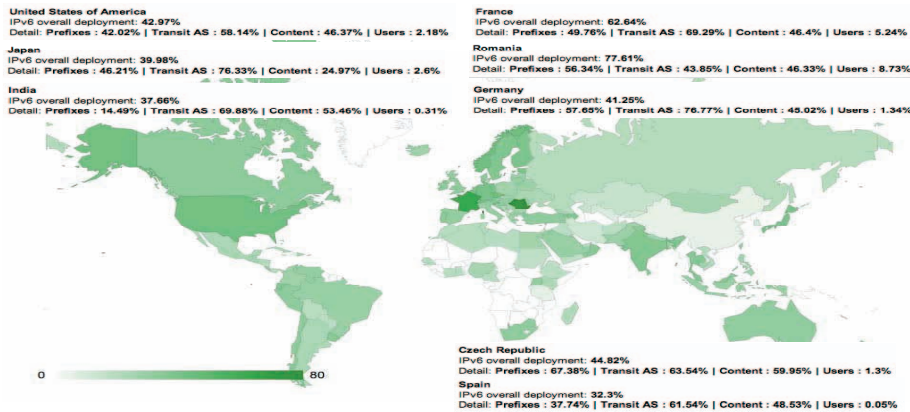 United States of America
IPv6 overall deployment: 42.97%
Detail: Prefixes : 42.02% | Transit AS : 58.14% | Content : 46.37% | Users : 2.18%
Japan
IPv6 overall deployment: 39.98%
Detail: Prefixes : 46.21% | Transit AS : 76.33% | Content : 24.97% | Users : 2.6%
India
IPv6 overall deployment: 37.66%
Detail: Prefixes : 14.49% | Transit AS : 69.88% | Content : 53.46% | Users : 0.31%
France
IPv6 overall deployment: 62.64%
Detail: Prefixes : 49.76% | Transit AS : 69.29% | Content : 46.4% | Users : 5.24%
Romania
IPv6 overall deployment: 77.61%
Detail: Prefixes : 56.34% | Transit AS : 43.85% | Content : 46.33% | Users : 8.73%
Germany
IPv6 overall deployment: 41.25%
Detail: Prefixes : 57.65% | Transit AS : 76.77% | Content : 45.02% | Users : 1.34%
Czech Republic
IPv6 overall deployment: 44.82%
Detail: Prefixes : 67.38% | Transit AS : 63.54% | Content : 59.95% | Users : 1.3%
Spain
IPv6 overall deployment: 32.3%
Detail: Prefixes : 37.74% | Transit AS : 61.54% | Content : 48.53% | Users : 0.05%
0 80